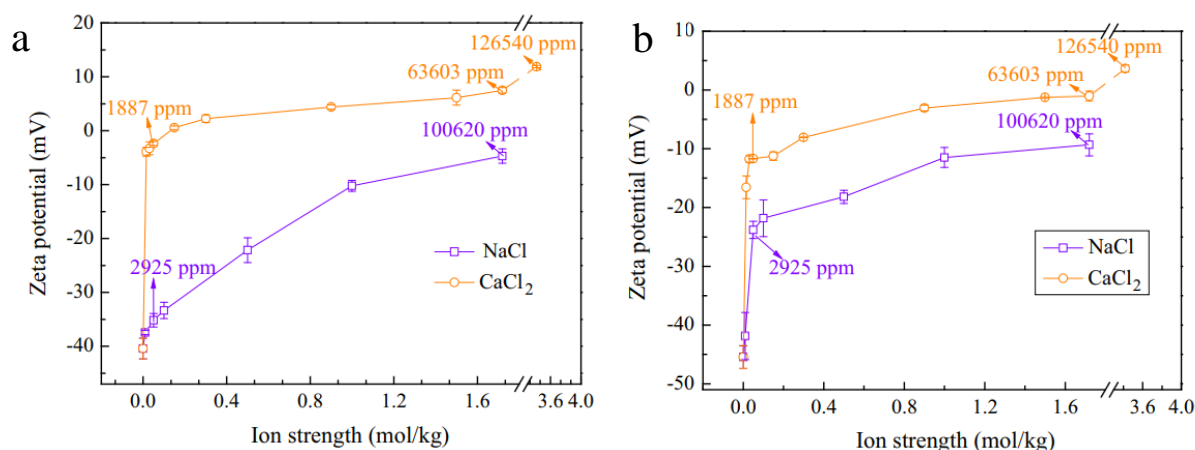 a
20
10
0
-10
-20
-30
-40
Zeta potential (mV)
126540 ppm
63603 ppm
1887 ppm
100620 ppm
2925 ppm
NaCl
CaCl₂
0.0 0.4 0.8 1.2 1.6 3.6 4.0
Ion strength (mol/kg)
b
10
0
-10
-20
-30
-40
-50
Zeta potential (mV)
126540 ppm
63603 ppm
1887 ppm
100620 ppm
2925 ppm
NaCl
CaCl₂
0.0 0.4 0.8 1.2 1.6 3.6 4.0
Ion strength (mol/kg)